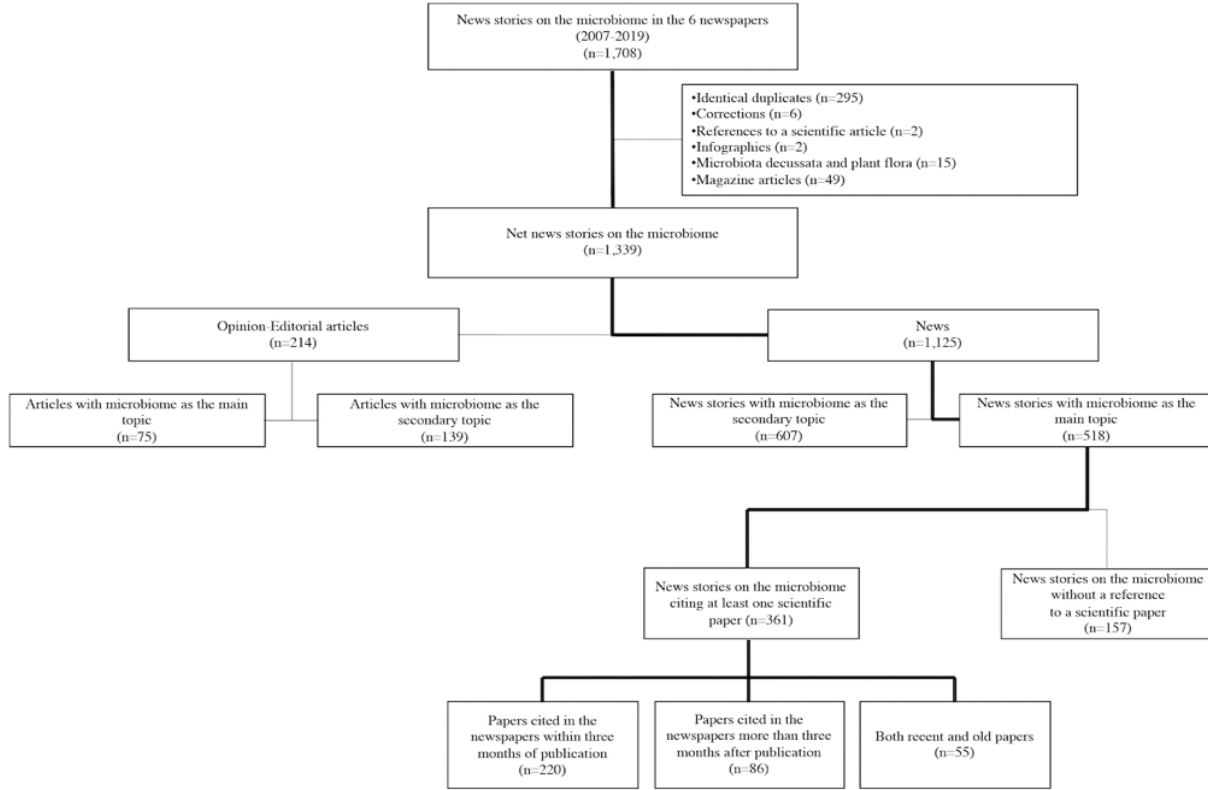 News stories on the microbiome in the 6 newspapers
(2007-2019)
(n=1,708)
•Identical duplicates (n=295)
•Corrections (n=6)
•References to a scientific article (n=2)
•Infographics (n=2)
•Microbiota decussata and plant flora (n=15)
•Magazine articles (n=49)
Net news stories on the microbiome
(n=1,339)
Opinion-Editorial articles
(n=214)
News
(n=1,125)
Articles with microbiome as the main
topic
(n=75)
Articles with microbiome as the
secondary topic
(n=139)
News stories with microbiome as the
secondary topic
(n=607)
News stories with microbiome as the
main topic
(n=518)
News stories on the microbiome
citing at least one scientific
paper (n=361)
News stories on the microbiome
without a reference
to a scientific paper
(n=157)
Papers cited in the
newspapers within three
months of publication
(n=220)
Papers cited in the
newspapers more than three
months after publication
(n=86)
Both recent and old papers
(n=55)